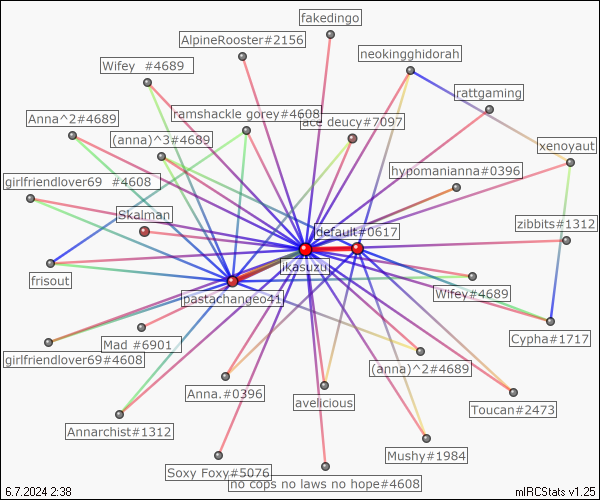 fakedingo
AlpineRooster#2156
neokingghidorah
Wifey #4689
rattgaming
Anna^2#4689
ramshackle gorey#4608
ace deucy#7097
(anna)^3#4689
xenoyaut
hypomanianna#0396
girlfriendlover69 #4608
Skalman
zibbits#1312
default#0617
iKasuzu
frisout
Wifey#4689
pastachangeo41
Mad #6901
Cypha#1717
girlfriendlover69#4608
(anna)^2#4689
Anna.#0396
avelicious
Toucan#2473
Annarchist#1312
Mushy#1984
Soxy Foxy#5076
no cops no laws no hope#4608
6.7.2024 2:38
mIRCStats v1.25